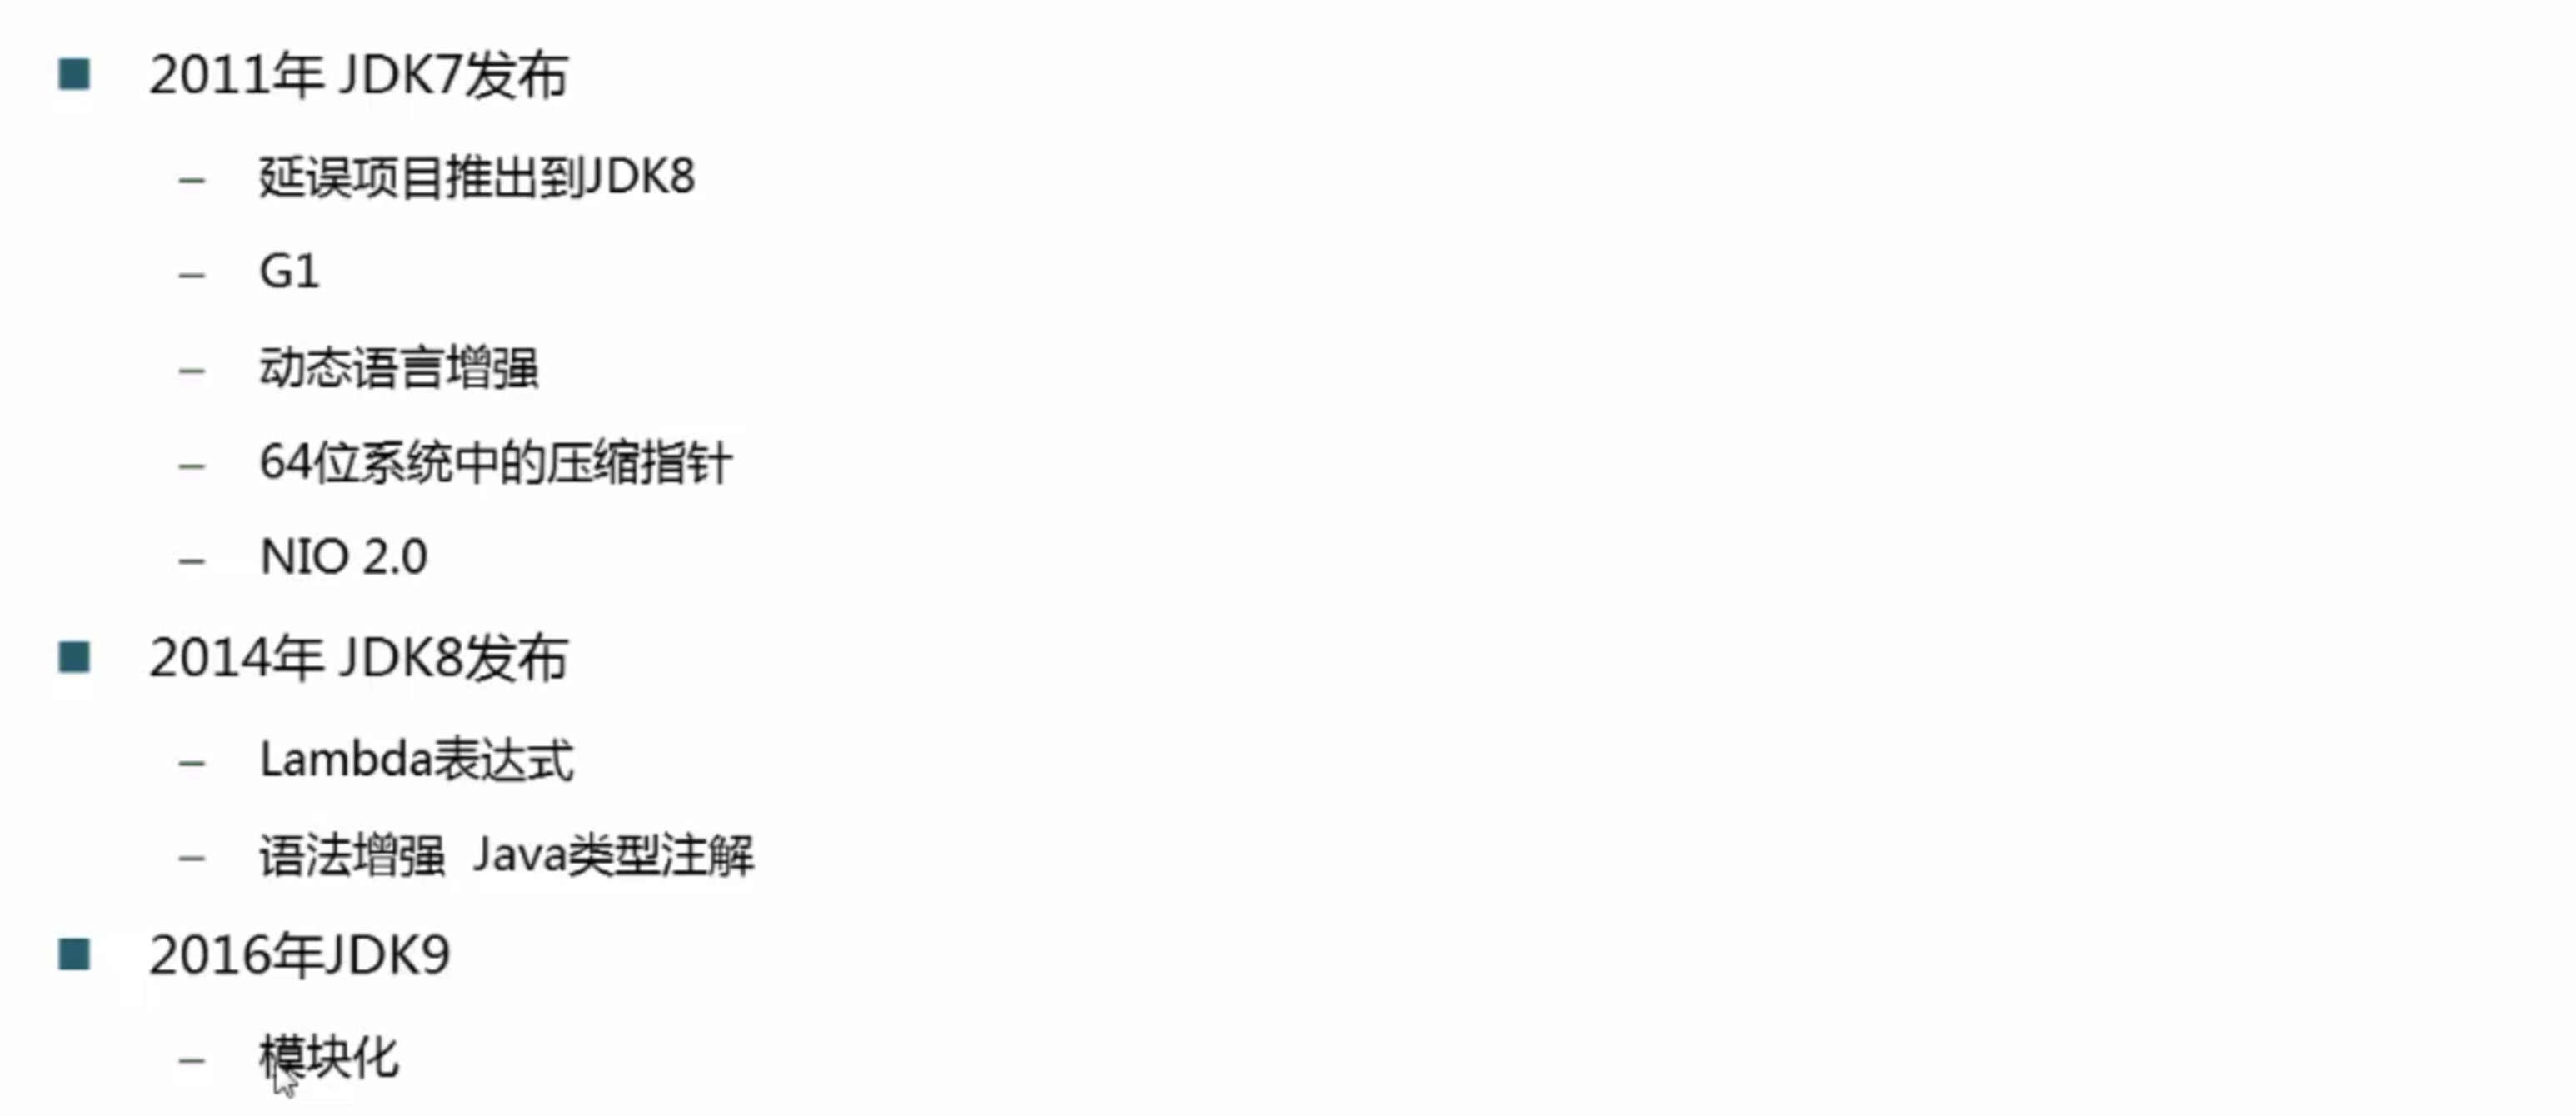 2011年 JDK7发布
延误项目推出到JDK8
G1
动态语言增强
64位系统中的压缩指针
NIO 2.0
2014年 JDK8发布
Lambda表达式
语法增强 Java类型注解
2016年JDK9
模块化